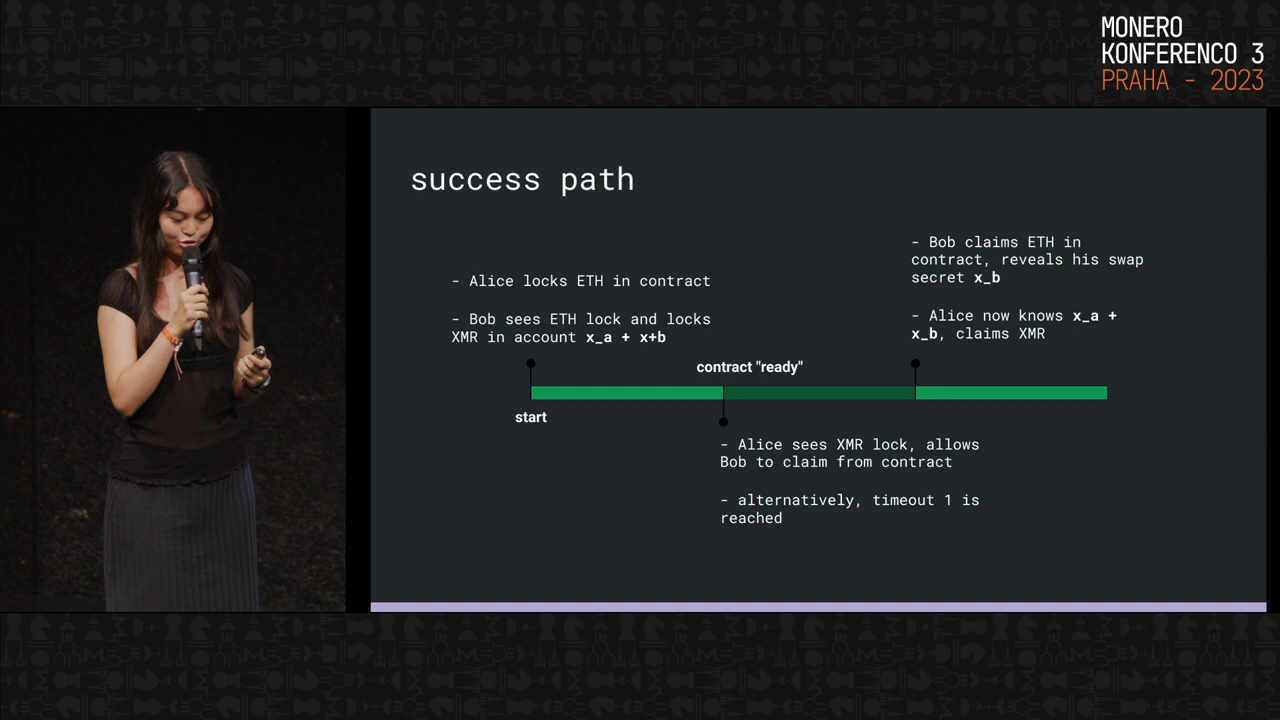 MONERO
KONFERENCO 3
PRAHA - 2023
success path
- Alice locks ETH in contract
- Bob sees ETH lock and locks
XMR in account x_a + x+b
- Bob claims ETH in
contract, reveals his swap
secret x_b
- Alice now knows x_a +
x_b, claims XMR
contract "ready"
start
- Alice sees XMR lock, allows
Bob to claim from contract
- alternatively, timeout 1 is
reached